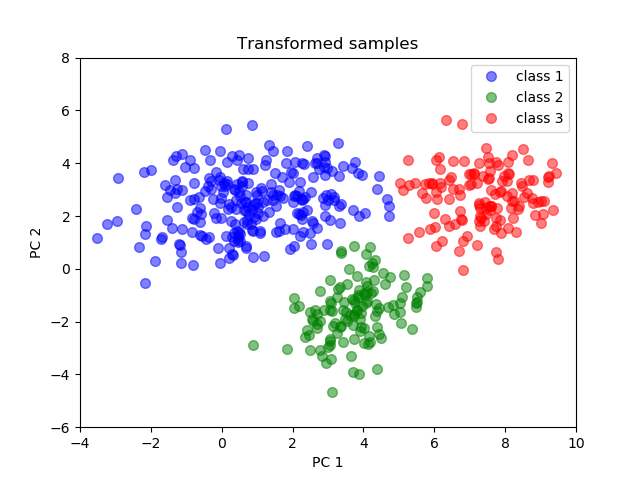 Transformed samples
class 1
class 2
class 3
8
6
4
2
0
−2
−4
−6
PC 2
−4 −2 0 2 4 6 8 10
PC 1